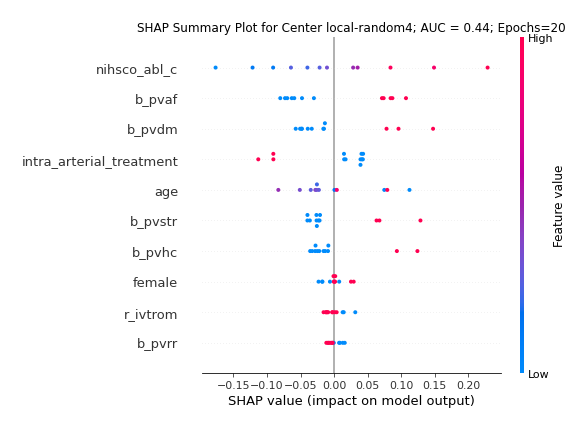 SHAP Summary Plot for Center local-random4; AUC = 0.44; Epochs=20
High
nihsco_abl_c
b_pvaf
b_pvdm
intra_arterial_treatment
age
b_pvstr
b_pvhc
female
r_ivtrom
b_pvrr
Feature value
Low
−0.15 −0.10 −0.05 0.00 0.05 0.10 0.15 0.20
SHAP value (impact on model output)